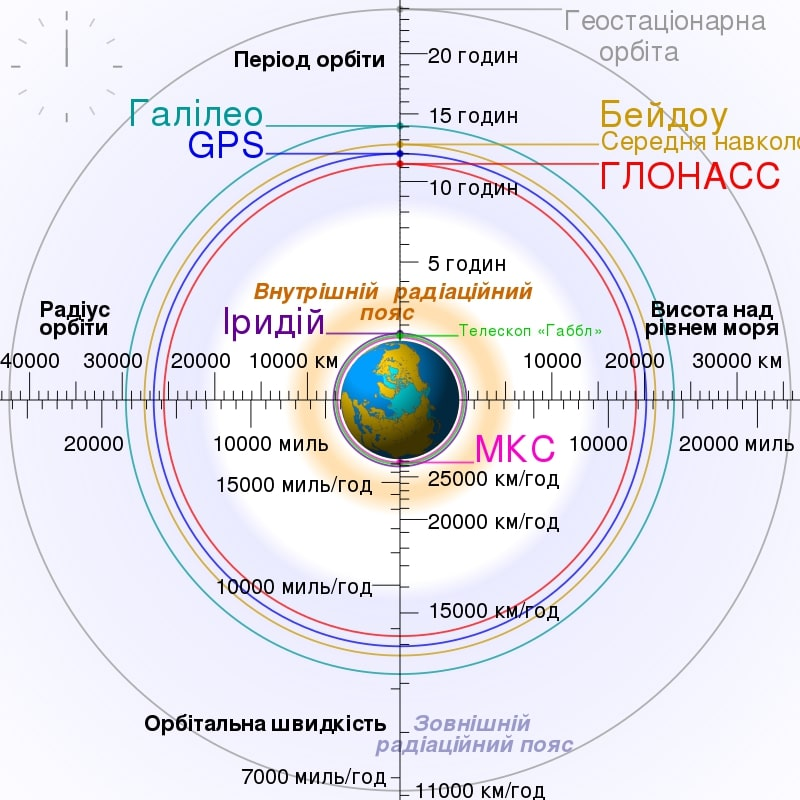 Геостаціонарна
орбіта
Період орбіти
20 годин
Галілео
15 годин
Бейдоу
GPS
Середня навколо
ГЛОНАСС
10 годин
5 годин
Внутрішній радіаційний
пояс
Радіус
орбіти
Іридій
Телескоп «Габбл»
Висота над
рівнем моря
40000 30000 20000 10000 км
10000 20000 30000 км
20000 10000 миль
10000 20000 миль
МКС
15000 миль/год
25000 км/год
20000 км/год
10000 миль/год
15000 км/год
Орбітальна швидкість
Зовнішній
радіаційний пояс
7000 миль/год
11000 км/год